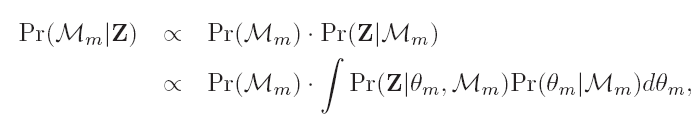 Pr(ℳₘ|𝐙) ∝ Pr(ℳₘ) · Pr(𝐙|ℳₘ)
∝ Pr(ℳₘ) · ∫ Pr(𝐙|θₘ, ℳₘ)Pr(θₘ|ℳₘ)dθₘ,